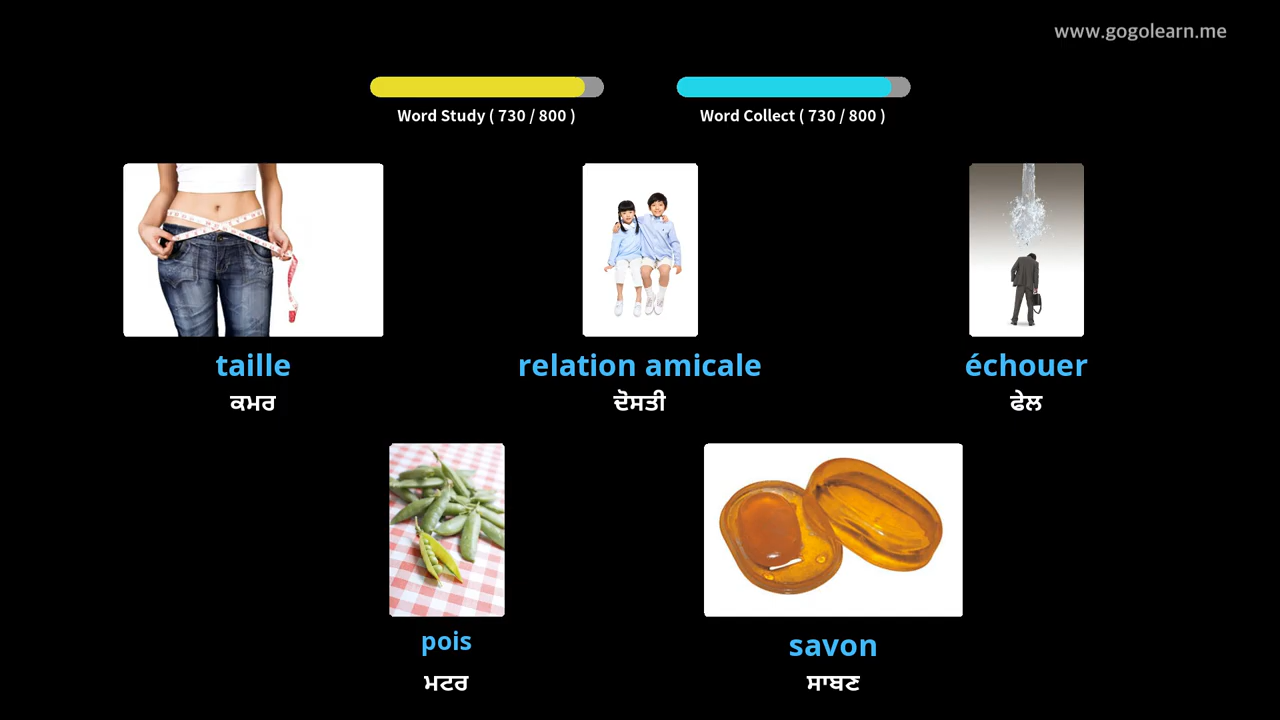 www.gogolearn.me
Word Study ( 730 / 800 )
Word Collect ( 730 / 800 )
taille
ਕਮਰ
relation amicale
ਦੋਸਤੀ
échouer
ਫੇਲ
pois
ਮਟਰ
savon
ਸਾਬਣ